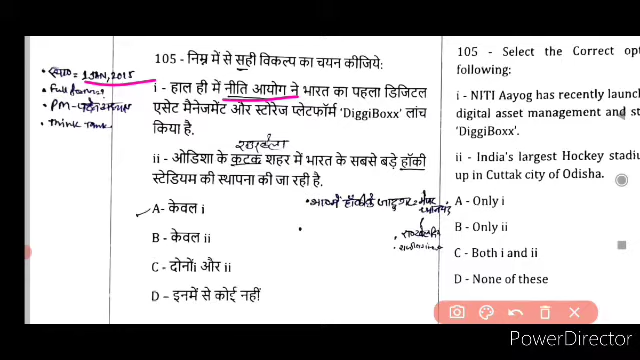 105 - निम्न में से सही विकल्प का चयन कीजिये
i - हाल ही में नीति आयोग ने भारत का पहला डिजिटल
एसेट मैनेजमेंट और स्टोरेज प्लेटफॉर्म 'DiggiBoxx' लांच
किया है.
ii - ओडिशा के कटक शहर में भारत के सबसे बड़े हॉकी
स्टेडियम की स्थापना की जा रही है.
A - केवल i
B - केवल ii
C - दोनों i और ii
D - इनमें से कोई नहीं
1 JAN, 2015
Full form?
PM -
Think Tank
105 - Select the Correct opt
following:
i - NITI Aayog has recently launch
digital asset management and st
'DiggiBoxx'.
ii - India's largest Hockey stadiu
up in Cuttak city of Odisha.
A - Only i
B - Only ii
C - Both i and ii
D - None of these
PowerDirector